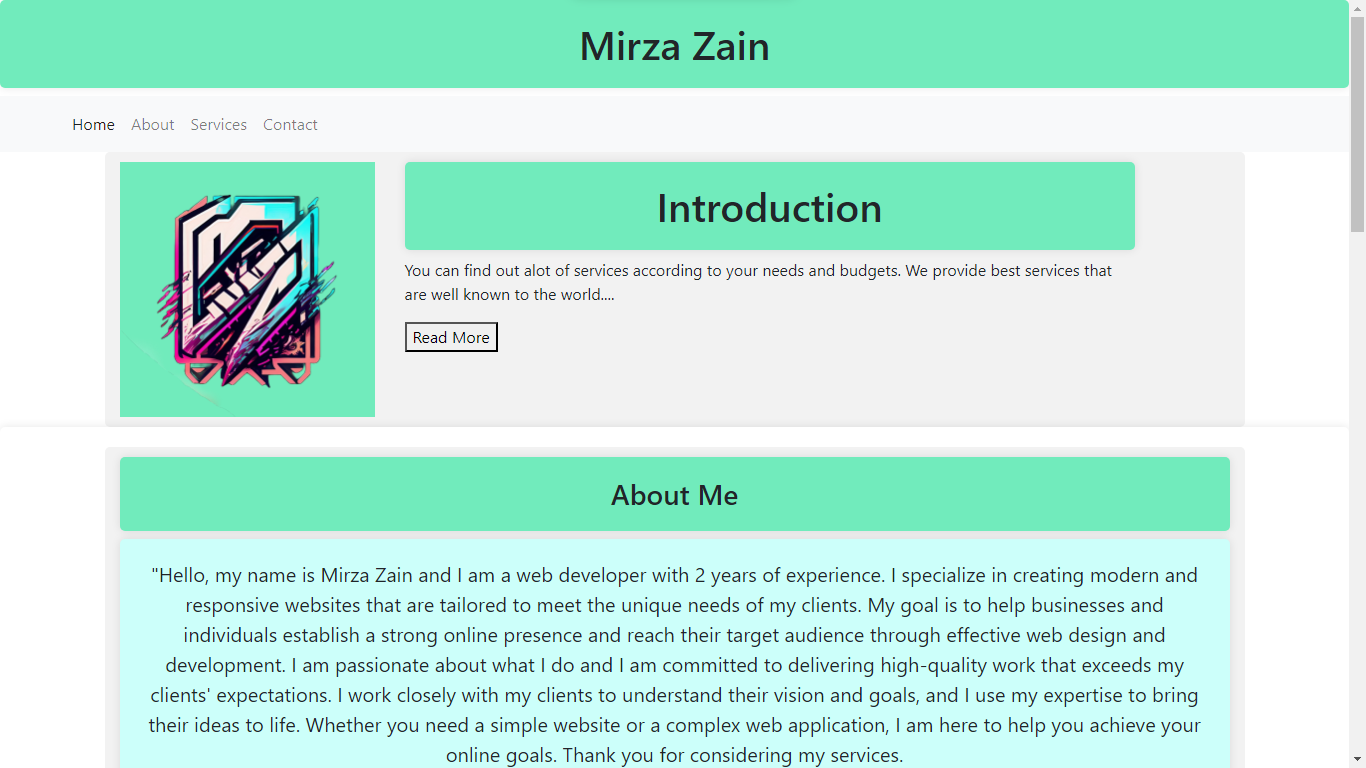 Mirza Zain
Home About Services Contact
Introduction
You can find out alot of services according to your needs and budgets. We provide best services that
are well known to the world....
Read More
About Me
"Hello, my name is Mirza Zain and I am a web developer with 2 years of experience. I specialize in creating modern and
responsive websites that are tailored to meet the unique needs of my clients. My goal is to help businesses and
individuals establish a strong online presence and reach their target audience through effective web design and
development. I am passionate about what I do and I am committed to delivering high-quality work that exceeds my
clients' expectations. I work closely with my clients to understand their vision and goals, and I use my expertise to bring
their ideas to life. Whether you need a simple website or a complex web application, I am here to help you achieve your
online goals. Thank you for considering my services.